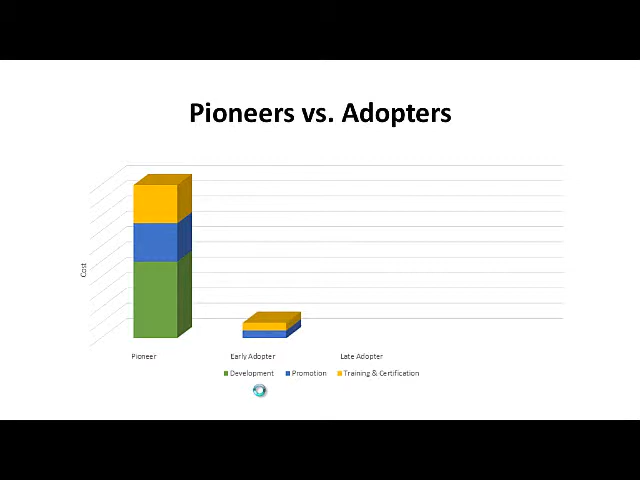 Pioneers vs. Adopters
Cost
Pioneer Early Adopter Late Adopter
Development Promotion Training & Certification